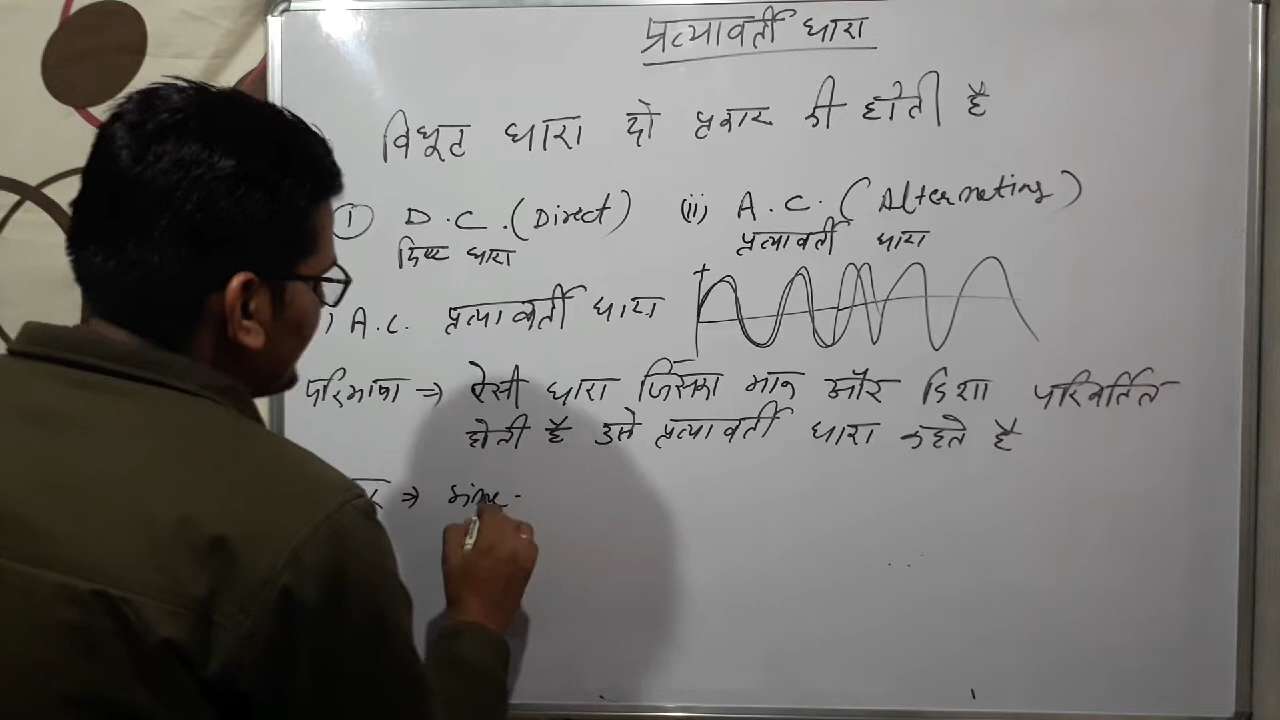 प्रत्यावर्ती धारा
विधूट धारा दो प्रकार की होती है
① D.C. (Direct) (ii) A.C. (Alternating)
दिष्ट धारा प्रत्यावर्ती धारा
) A.C. प्रत्यावर्ती धारा
+
परिभाषा ⇒ ऐसी धारा जिसका मान और दिशा परिवर्तित
होती है उसे प्रत्यावर्ती धारा कहते है
⇒ sine -